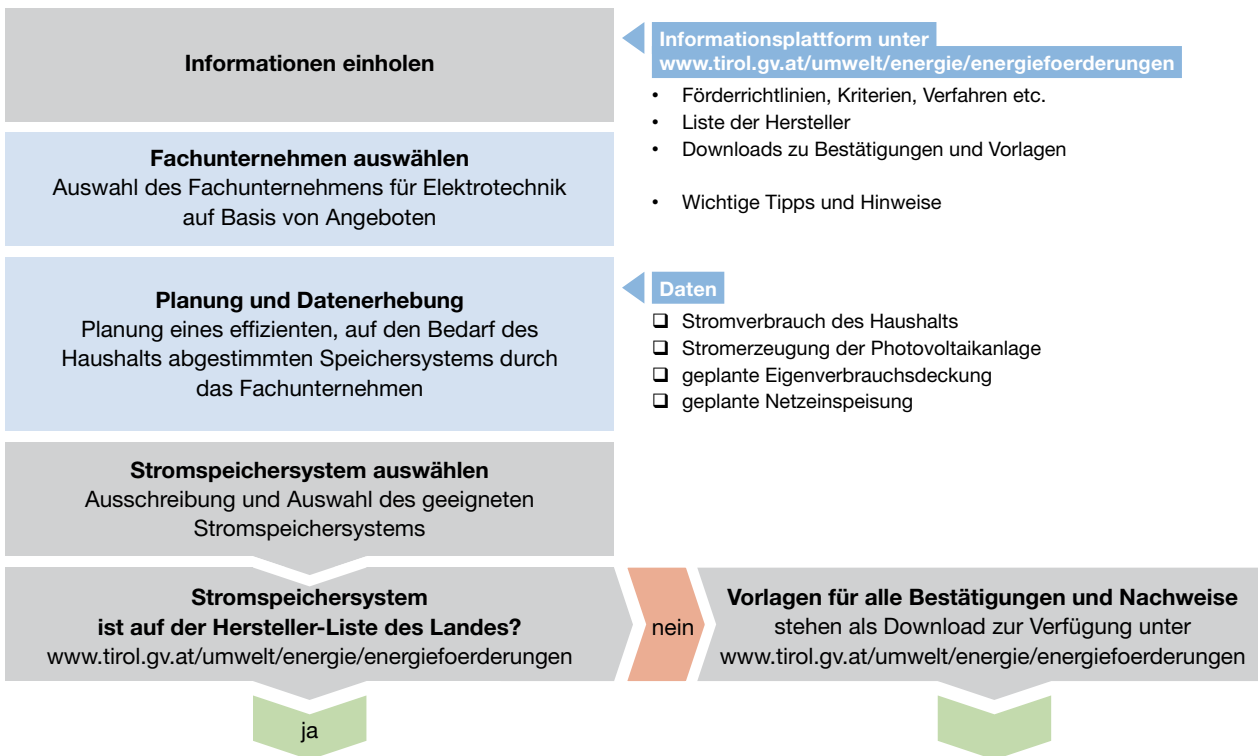 Informationen einholen
Informationsplattform unter
www.tirol.gv.at/umwelt/energie/energiefoerderungen
• Förderrichtlinien, Kriterien, Verfahren etc.
• Liste der Hersteller
• Downloads zu Bestätigungen und Vorlagen
• Wichtige Tipps und Hinweise
Fachunternehmen auswählen
Auswahl des Fachunternehmens für Elektrotechnik
auf Basis von Angeboten
Planung und Datenerhebung
Planung eines effizienten, auf den Bedarf des
Haushalts abgestimmten Speichersystems durch
das Fachunternehmen
Daten
❑ Stromverbrauch des Haushalts
❑ Stromerzeugung der Photovoltaikanlage
❑ geplante Eigenverbrauchsdeckung
❑ geplante Netzeinspeisung
Stromspeichersystem auswählen
Ausschreibung und Auswahl des geeigneten
Stromspeichersystems
Stromspeichersystem
ist auf der Hersteller-Liste des Landes?
www.tirol.gv.at/umwelt/energie/energiefoerderungen
nein
Vorlagen für alle Bestätigungen und Nachweise
stehen als Download zur Verfügung unter
www.tirol.gv.at/umwelt/energie/energiefoerderungen
ja